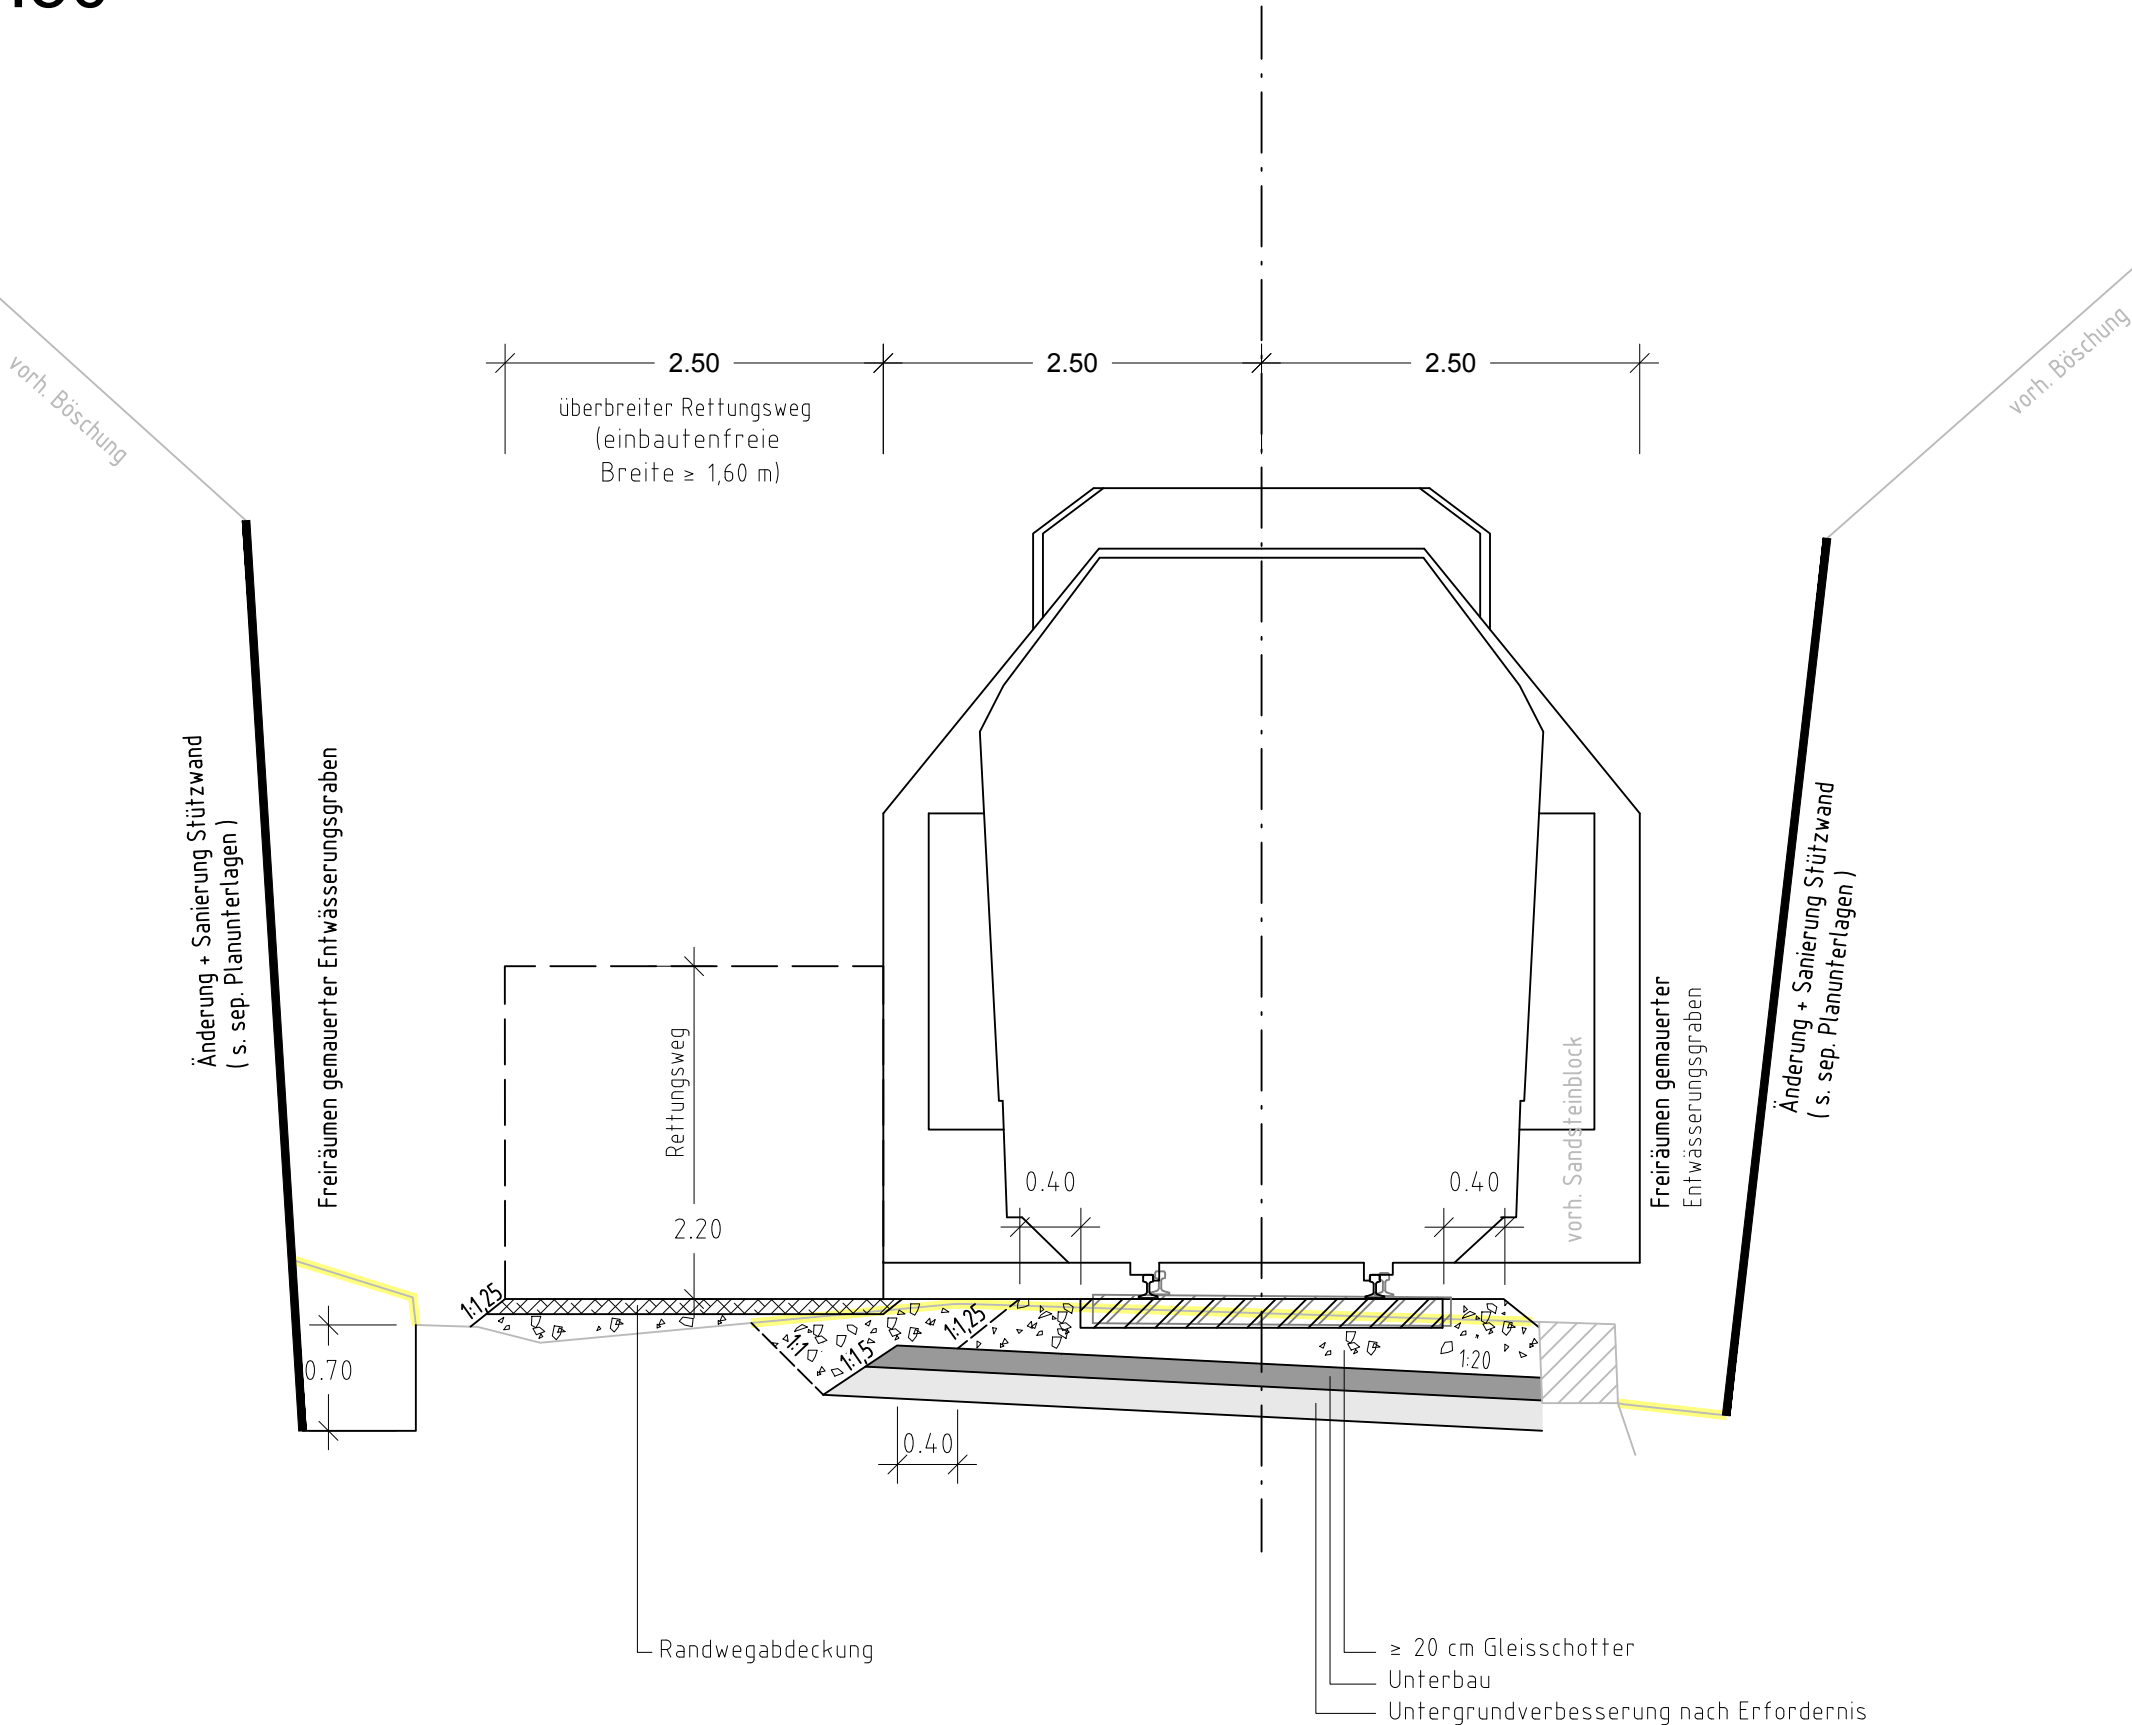 vorh. Böschung
vorh. Böschung
2.50
2.50
2.50
überbreiter Rettungsweg
(einbautenfreie
Breite ≥ 1,60 m)
Änderung + Sanierung Stützwand
( s. sep. Planunterlagen )
Freiräumen gemauerter Entwässerungsgraben
Rettungsweg
2.20
0.40
0.40
vorh. Sandsteinblock
Freiräumen gemauerter
Entwässerungsgraben
Änderung + Sanierung Stützwand
( s. sep. Planunterlagen )
1:1,25
1:1
1:1,5
1:1,25
1:20
0.70
0.40
Randwegabdeckung
≥ 20 cm Gleisschotter
Unterbau
Untergrundverbesserung nach Erfordernis